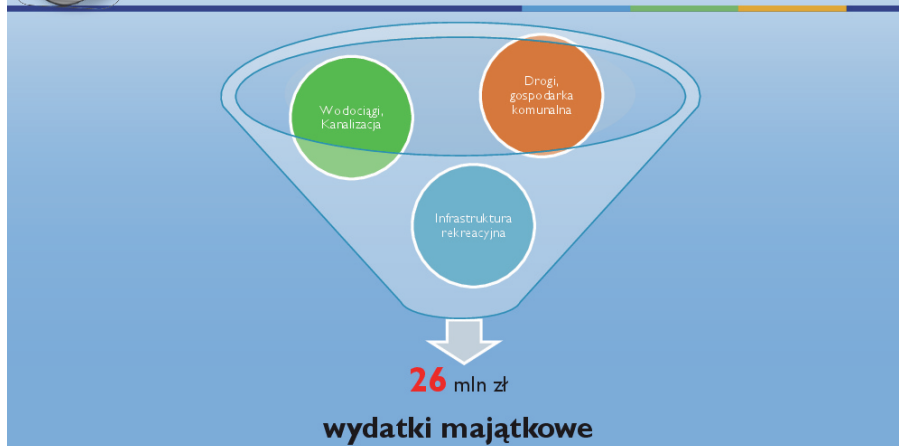 Drogi,
gospodarka
komunalna
Wodociągi,
Kanalizacja
Infrastruktura
rekreacyjna
26 mln zł
wydatki majątkowe